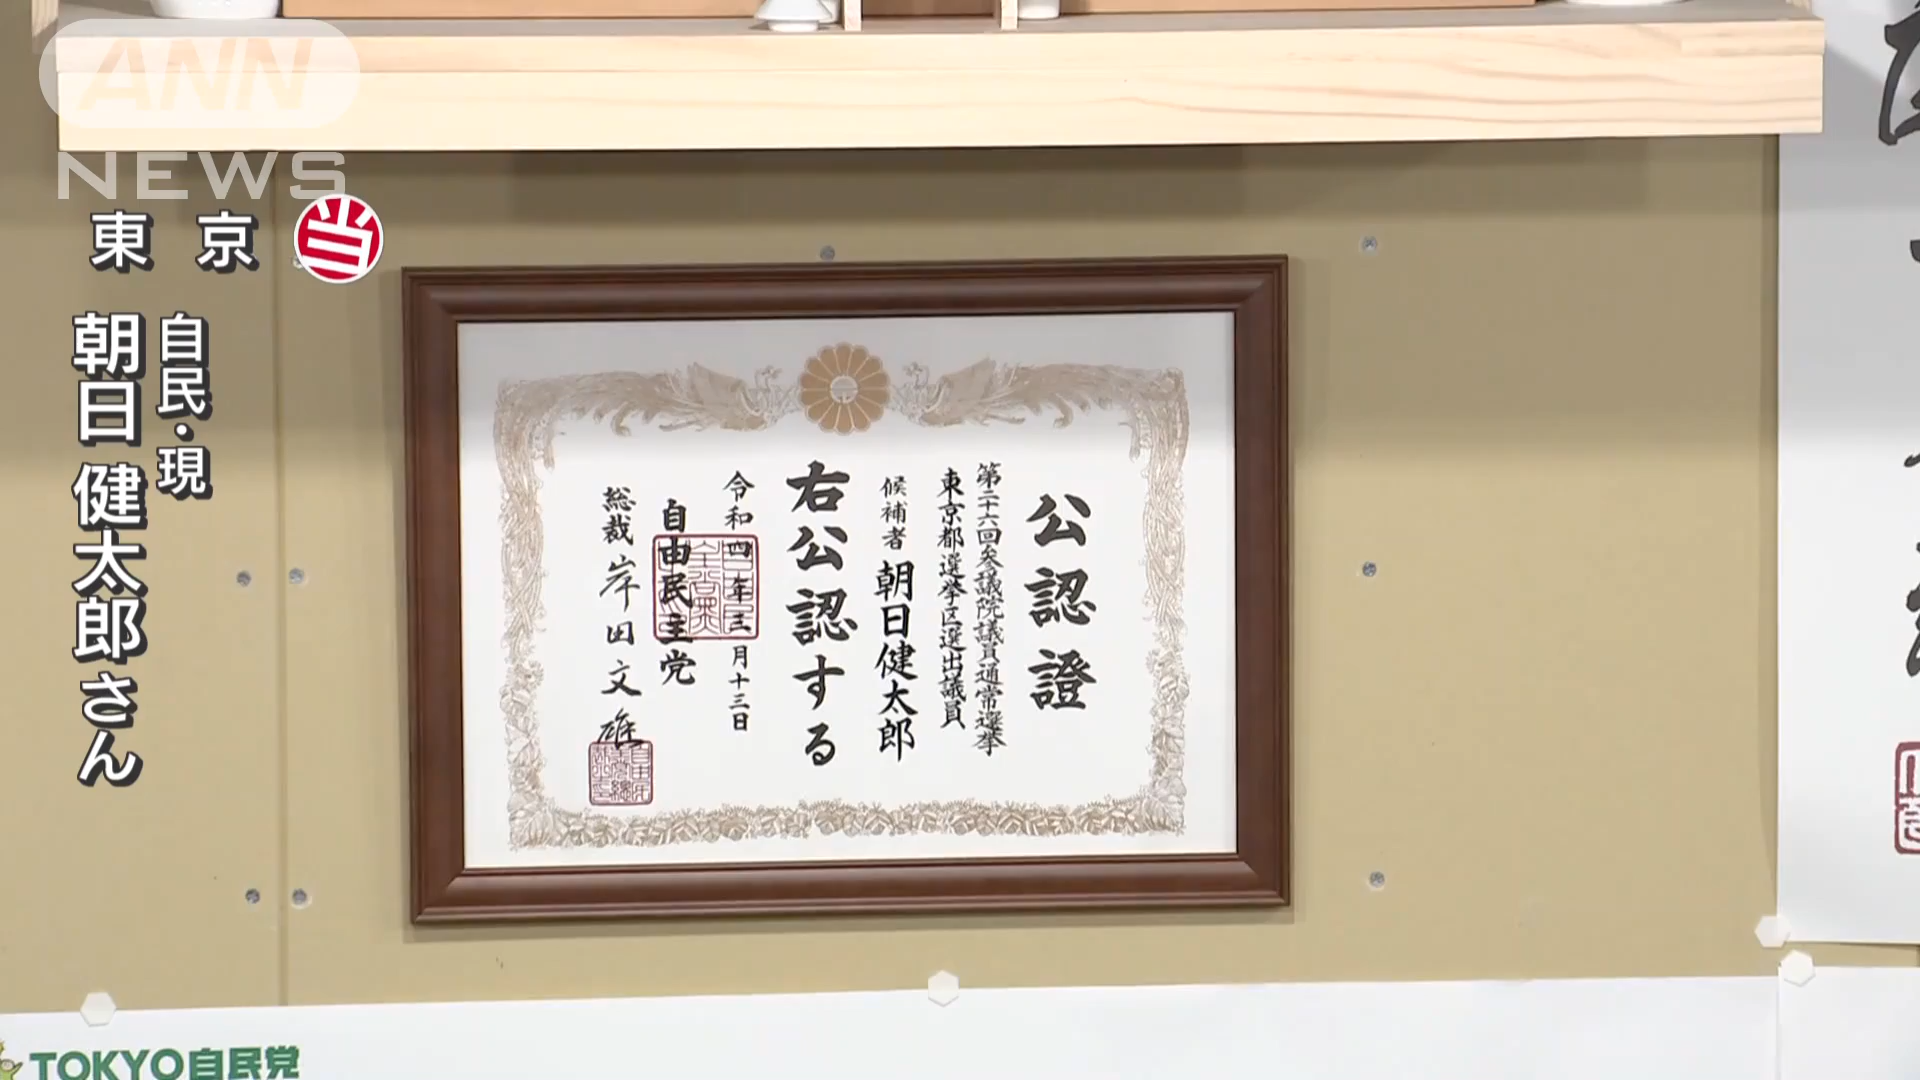 ANN
NEWS
東京 当
自民・現
朝日健太郎さん
公認證
第二十六回参議院議員通常選挙
東京都選挙区選出議員
候補者 朝日健太郎
右公認する
令和四年三月十三日
自由民主党
総裁 岸田文雄
TOKYO自民党